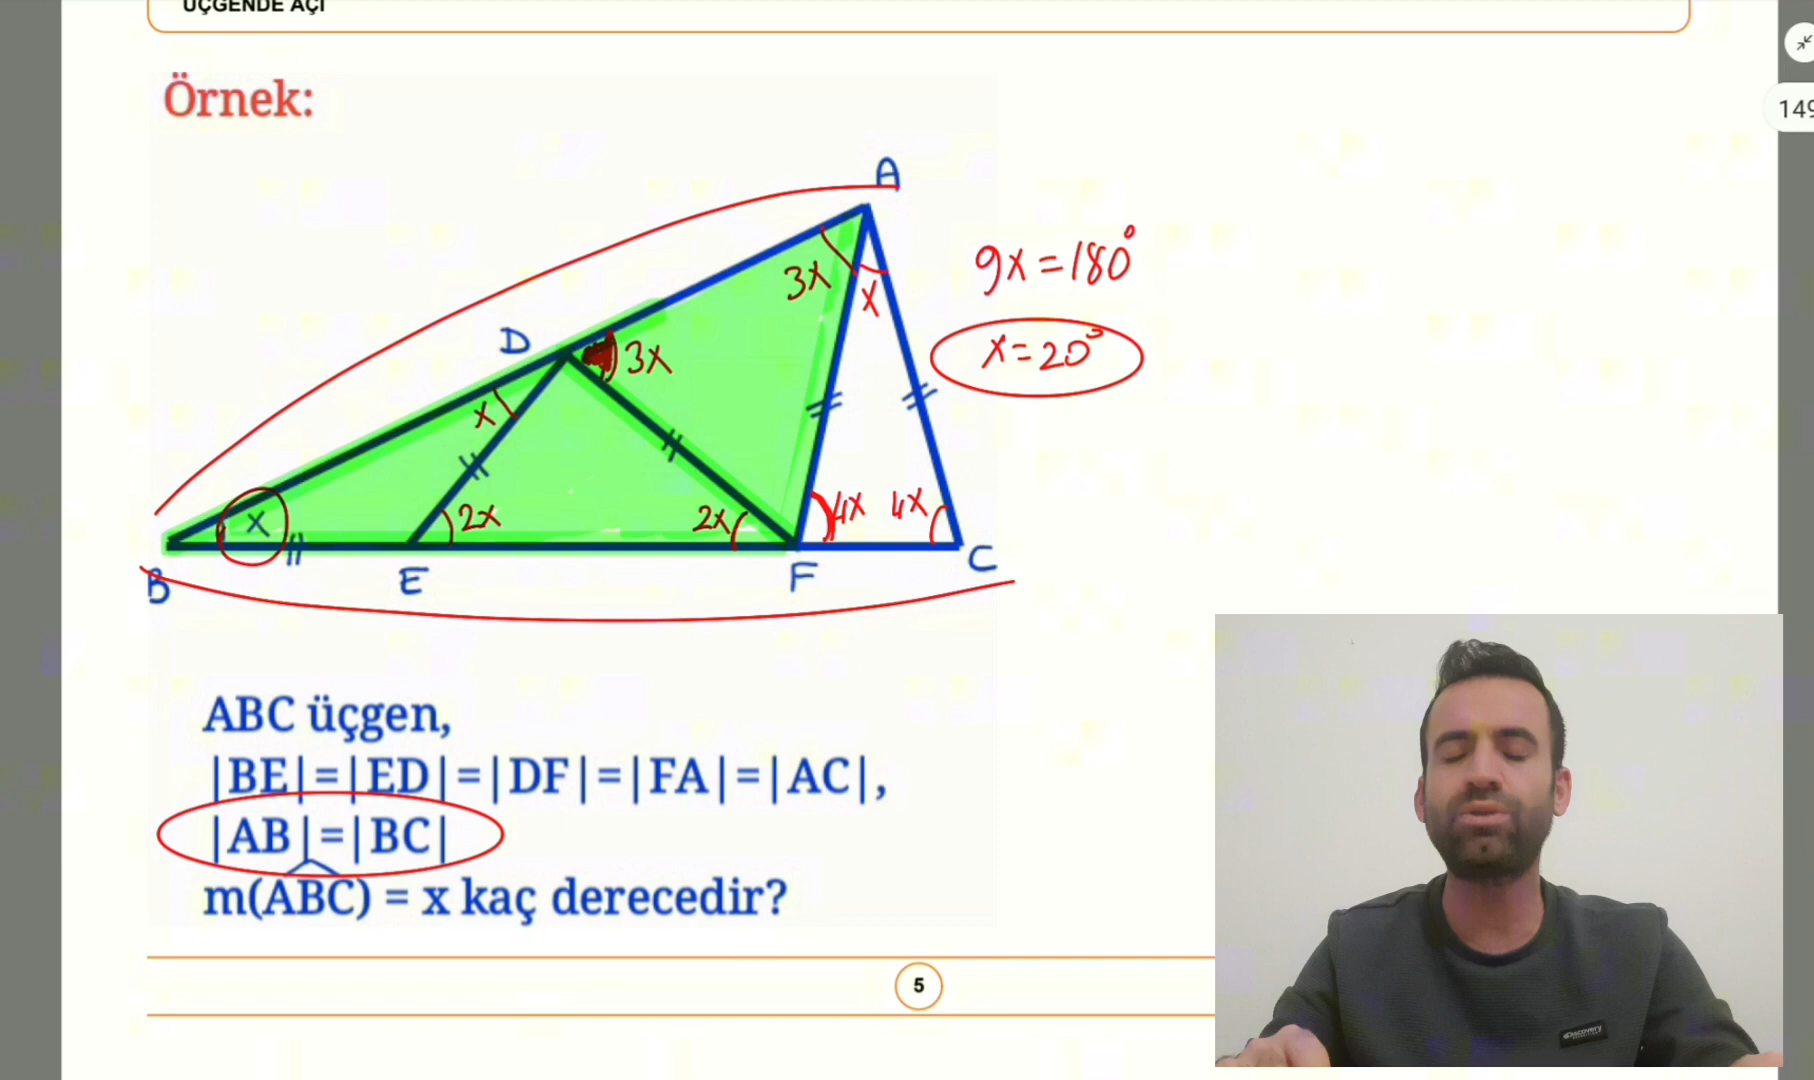 ÜÇGENDE AÇI
Örnek:
A
9x=180°
3x
x
x=20°
D
3x
x
x
2x
2x
4x
4x
B
E
F
C
ABC üçgen,
|BE|=|ED|=|DF|=|FA|=|AC|,
|AB|=|BC|
m(ABC) = x kaç derecedir?
5
149
Discovery